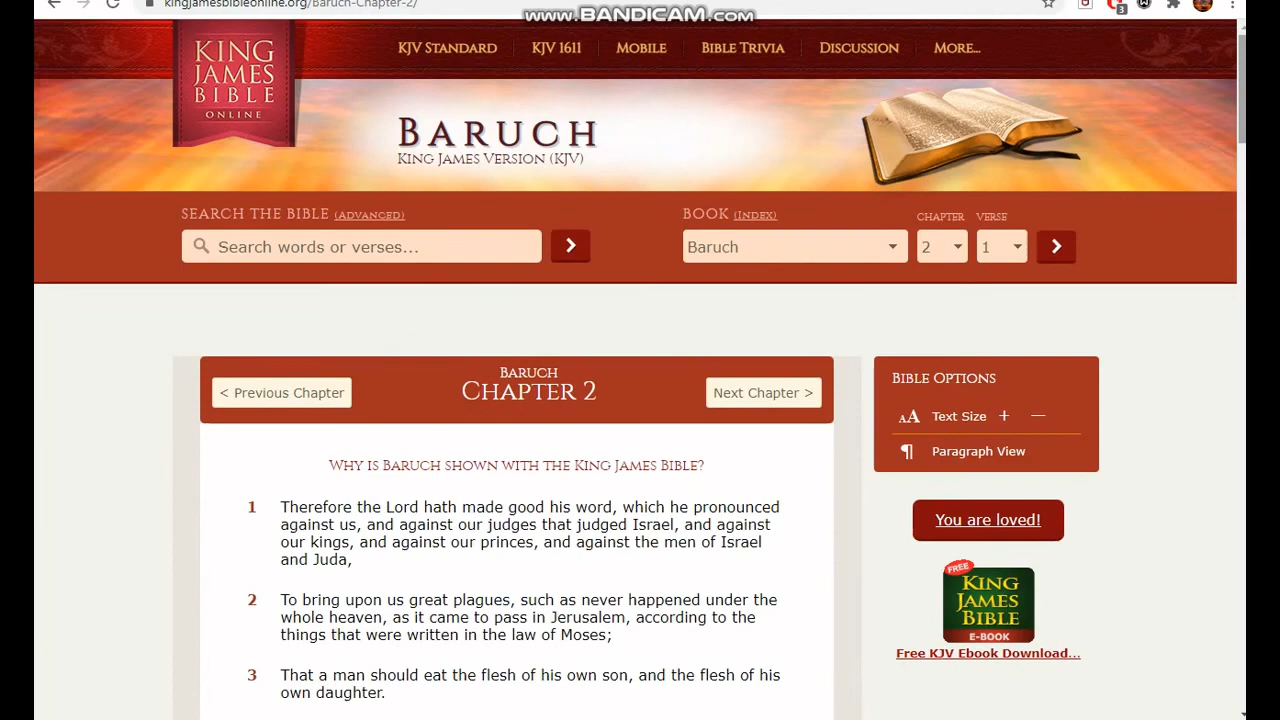 kingjamesbibleonline.org/Baruch-Chapter-2/
www.BANDICAM.com
3
KING
JAMES
BIBLE
ONLINE
KJV Standard
KJV 1611
Mobile
Bible Trivia
Discussion
More...
Baruch
King James Version (KJV)
Search the Bible (Advanced)
Book (Index)
Chapter
Verse
Search words or verses...
Baruch
2
1
Baruch
< Previous Chapter
Chapter 2
Next Chapter >
Bible Options
AA Text Size + —
¶ Paragraph View
Why is Baruch shown with the King James Bible?
1 Therefore the Lord hath made good his word, which he pronounced
against us, and against our judges that judged Israel, and against
our kings, and against our princes, and against the men of Israel
and Juda,
2 To bring upon us great plagues, such as never happened under the
whole heaven, as it came to pass in Jerusalem, according to the
things that were written in the law of Moses;
3 That a man should eat the flesh of his own son, and the flesh of his
own daughter.
You are loved!
FREE
KING
JAMES
BIBLE
E-BOOK
Free KJV Ebook Download...